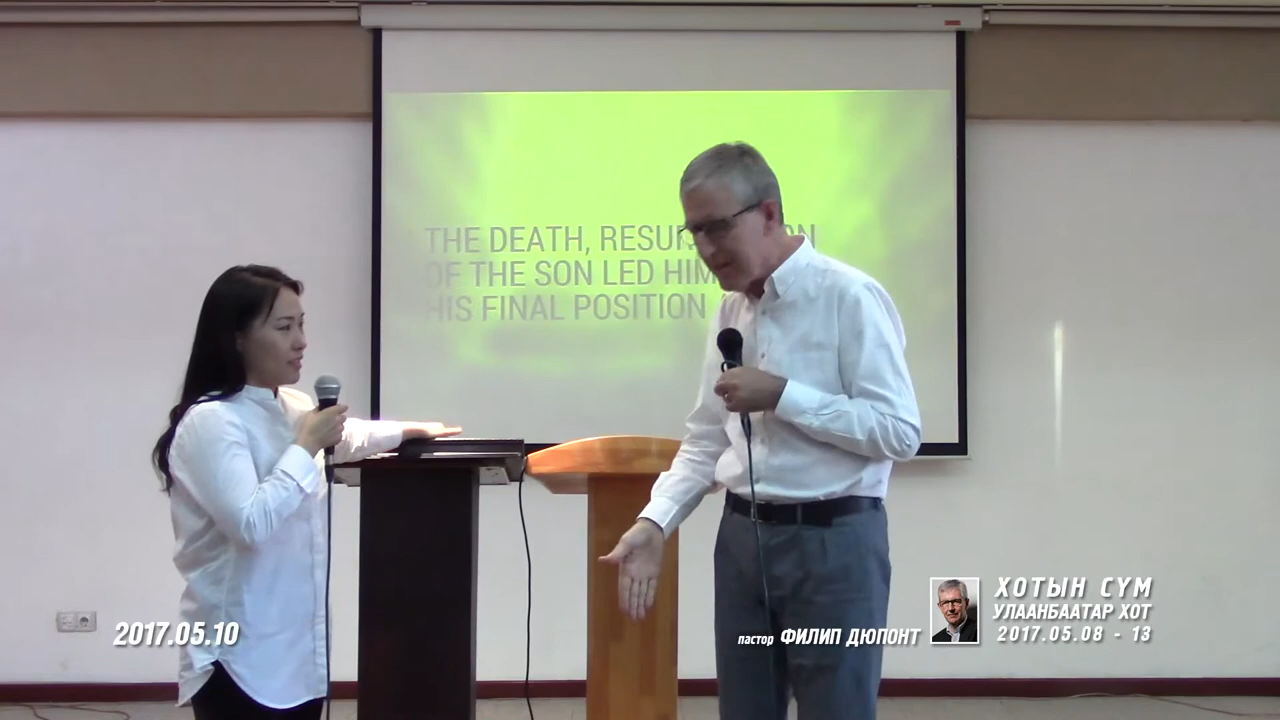 THE DEATH, RESUR ON
OF THE SON LED HIM
HIS FINAL POSITION
2017.05.10
пастор ФИЛИП ДЮПОНТ
ХОТЫН СҮМ
УЛААНБААТАР ХОТ
2017.05.08 - 13